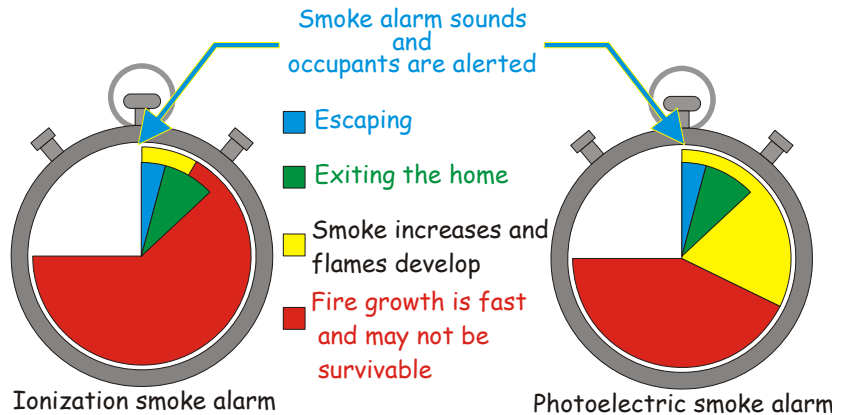 Smoke alarm sounds
and
occupants are alerted
Escaping
Exiting the home
Smoke increases and
flames develop
Fire growth is fast
and may not be
survivable
Ionization smoke alarm
Photoelectric smoke alarm